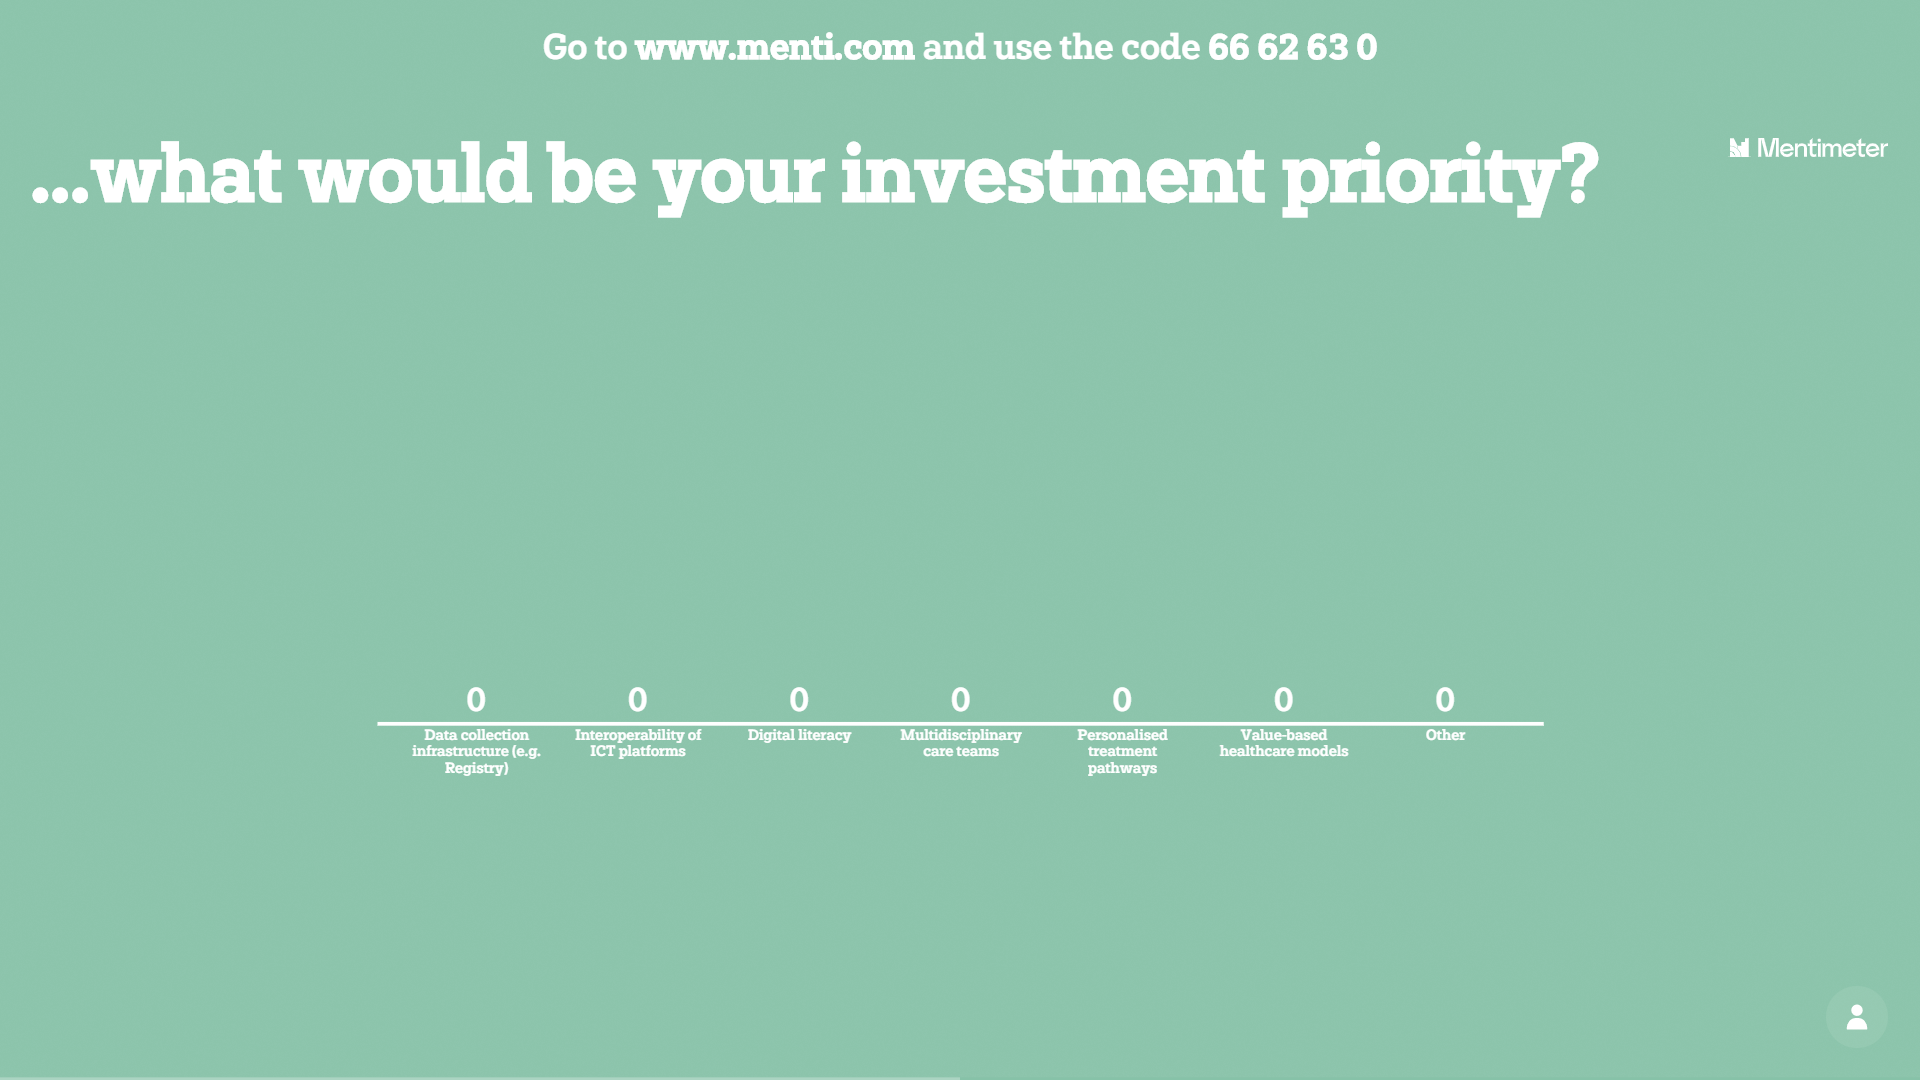 Go to www.menti.com and use the code 66 62 63 0
...what would be your investment priority?
Mentimeter
0 0 0 0 0 0 0
Data collection infrastructure (e.g. Registry)
Interoperability of ICT platforms
Digital literacy
Multidisciplinary care teams
Personalised treatment pathways
Value-based healthcare models
Other